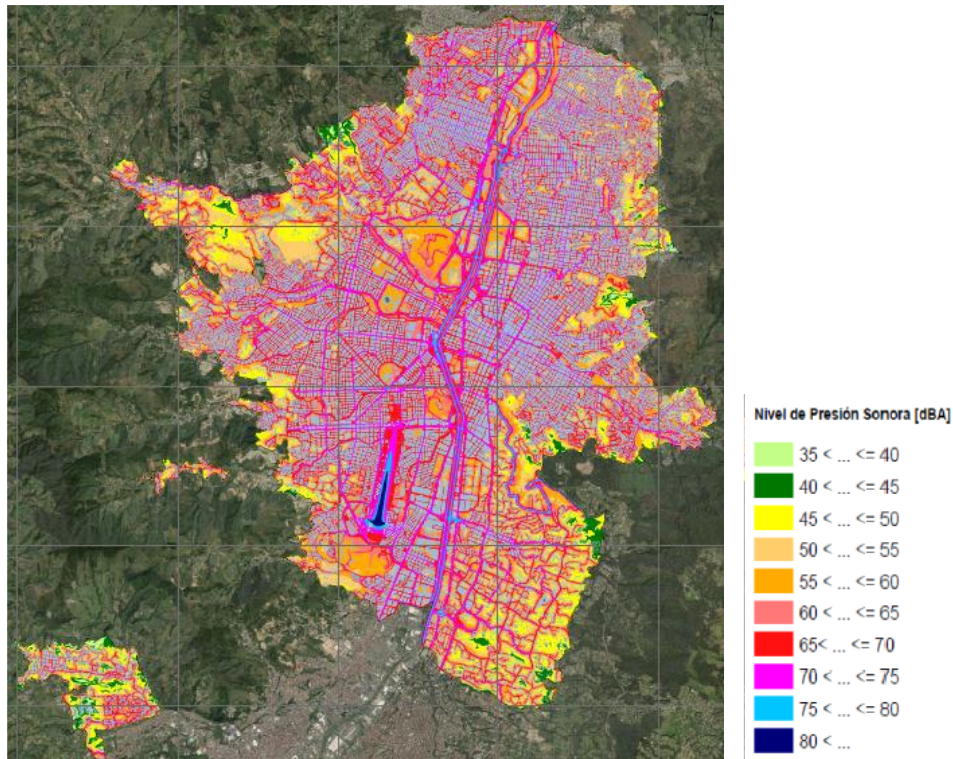 Nivel de Presión Sonora [dBA]
35 < ... <= 40
40 < ... <= 45
45 < ... <= 50
50 < ... <= 55
55 < ... <= 60
60 < ... <= 65
65< ... <= 70
70 < ... <= 75
75 < ... <= 80
80 < ...